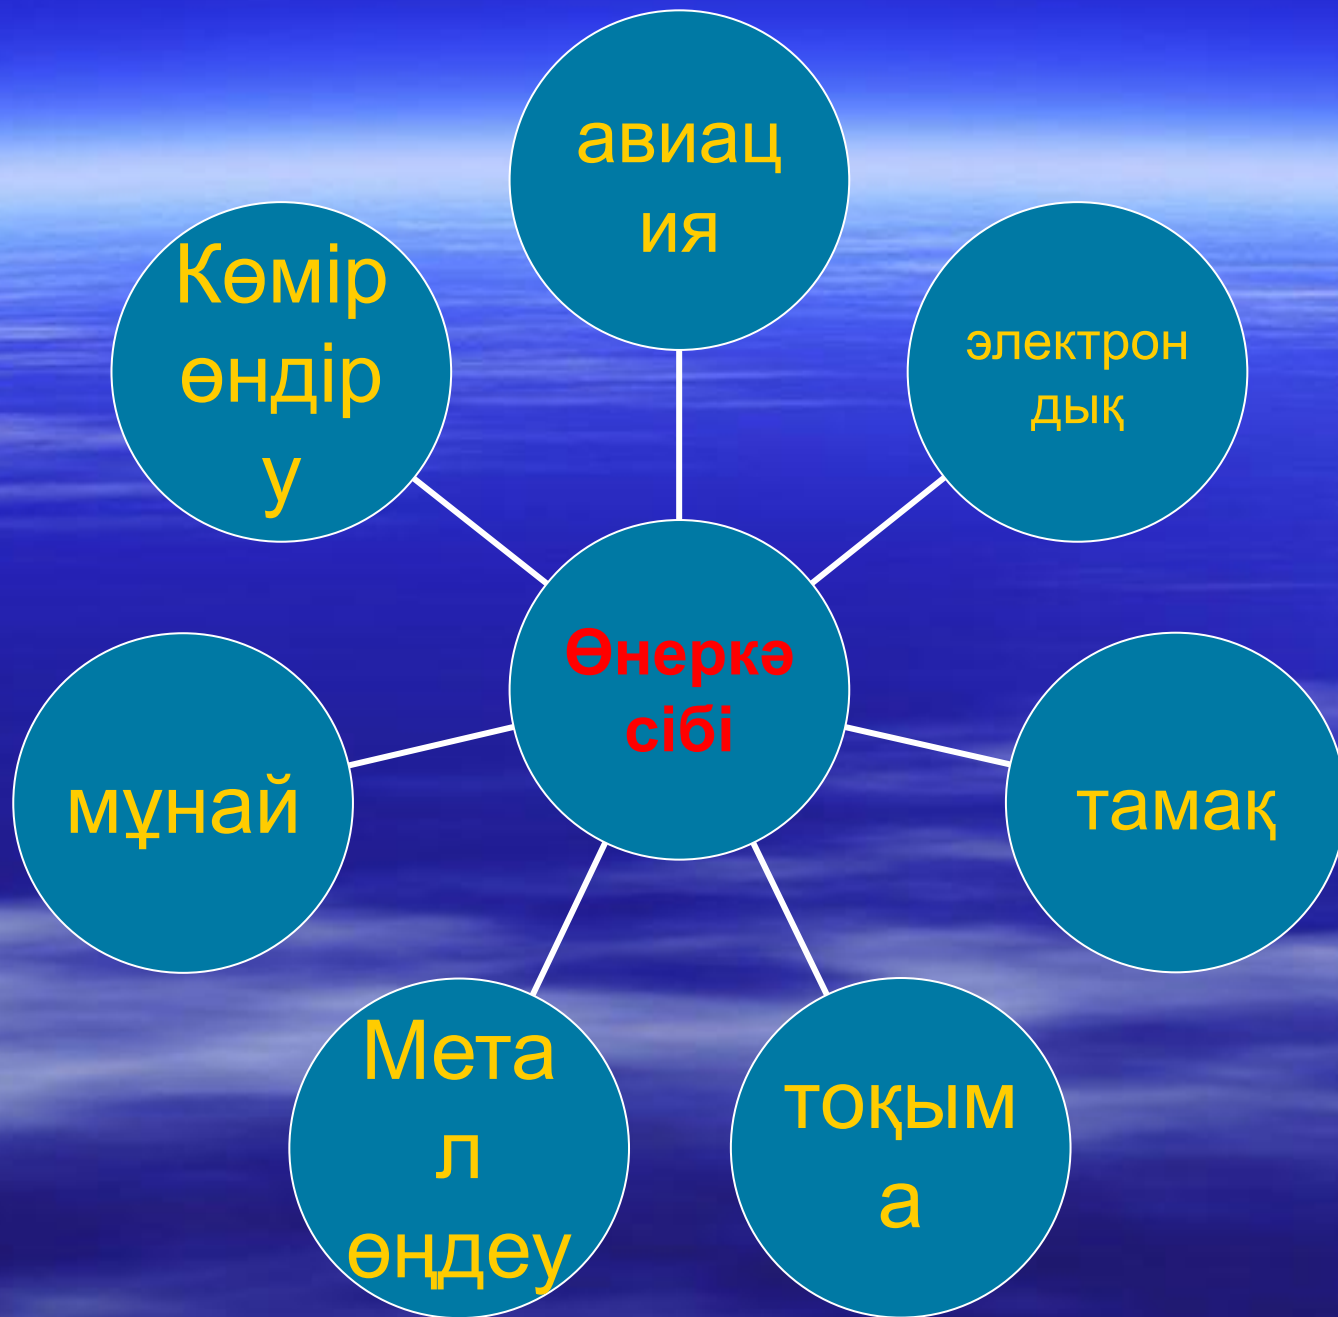 авиац
ия
электрон
дық
тамақ
тоқым
а
Мета
л
өңдеу
мұнай
Көмір
өндір
у
Өнеркә
сібі